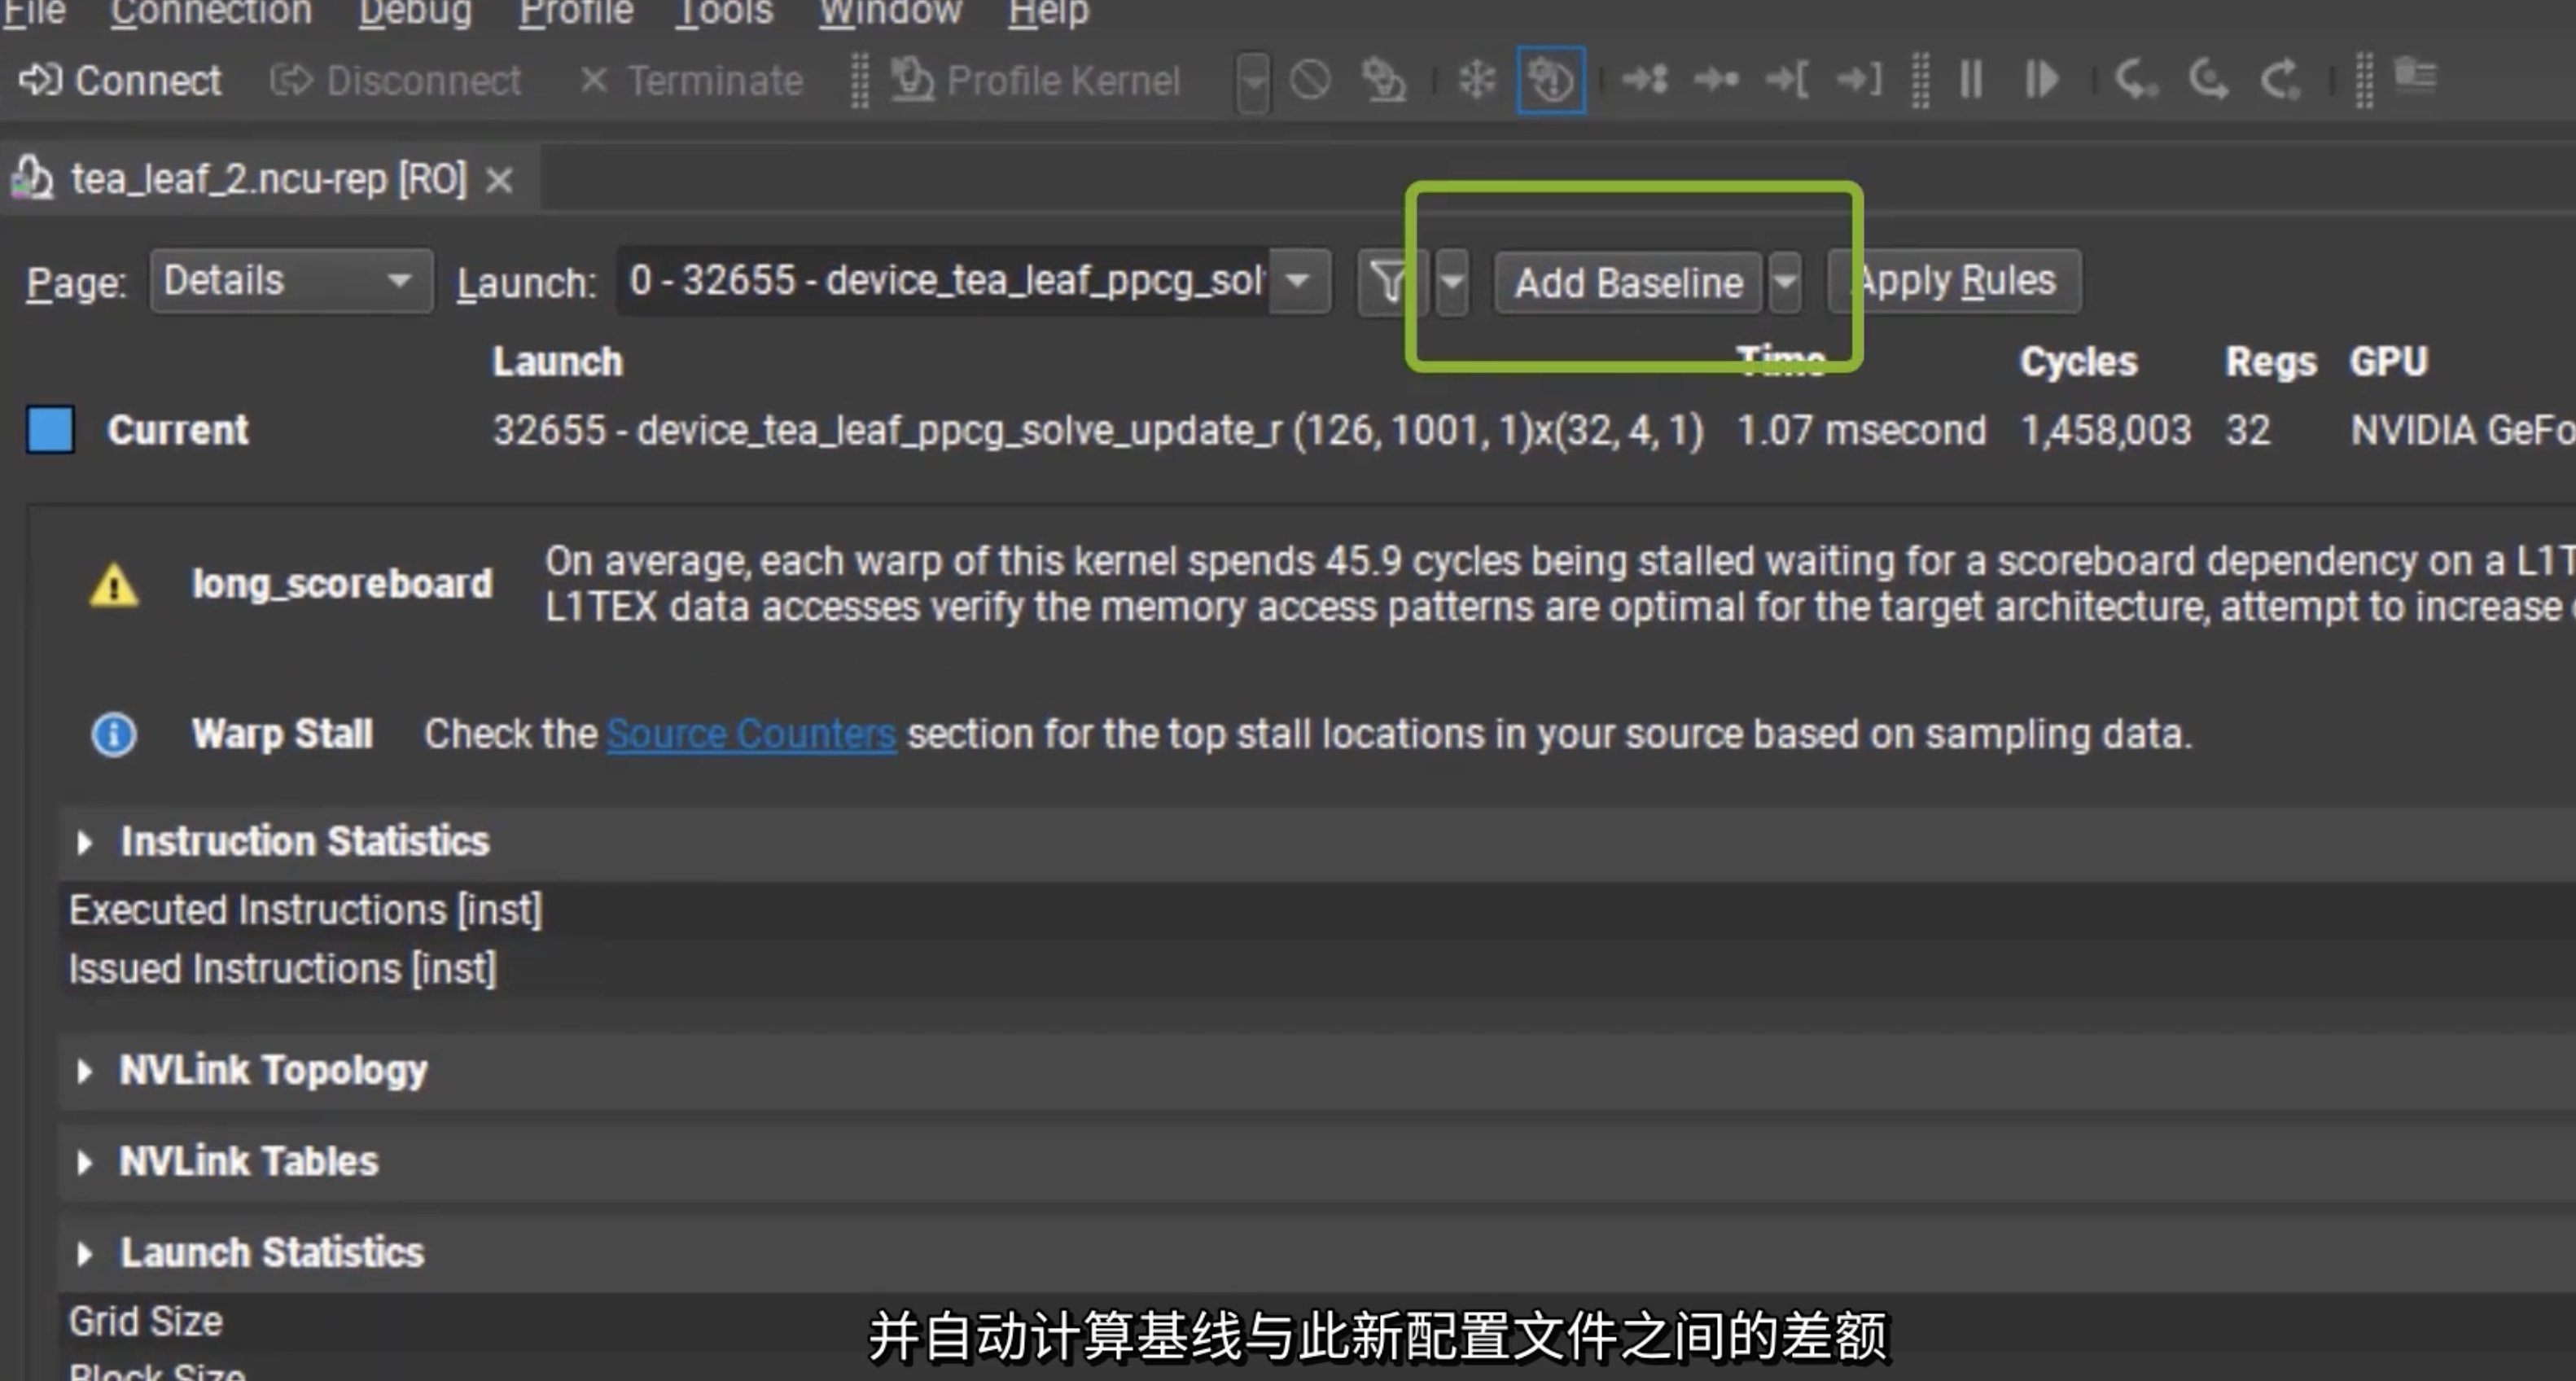 File Connection Debug Profile Tools Window Help
Connect Disconnect Terminate Profile Kernel
tea_leaf_2.ncu-rep [RO]
Page: Details Launch: 0 - 32655 - device_tea_leaf_ppcg_sol Add Baseline Apply Rules
Launch Time Cycles Regs GPU
Current 32655 - device_tea_leaf_ppcg_solve_update_r (126, 1001, 1)x(32, 4, 1) 1.07 msecond 1,458,003 32 NVIDIA GeFo
long_scoreboard On average, each warp of this kernel spends 45.9 cycles being stalled waiting for a scoreboard dependency on a L1T
L1TEX data accesses verify the memory access patterns are optimal for the target architecture, attempt to increase
Warp Stall Check the Source Counters section for the top stall locations in your source based on sampling data.
Instruction Statistics
Executed Instructions [inst]
Issued Instructions [inst]
NVLink Topology
NVLink Tables
Launch Statistics
Grid Size
Block Size
并自动计算基线与此新配置文件之间的差额